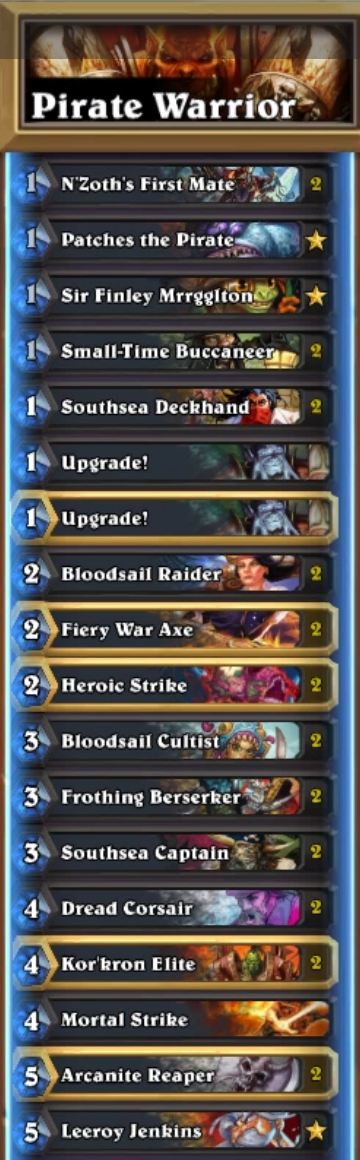 Pirate Warrior
1 N'Zoth's First Mate 2
1 Patches the Pirate
1 Sir Finley Mrrgglton
1 Small-Time Buccaneer 2
1 Southsea Deckhand 2
1 Upgrade!
1 Upgrade!
2 Bloodsail Raider 2
2 Fiery War Axe 2
2 Heroic Strike 2
3 Bloodsail Cultist 2
3 Frothing Berserker 2
3 Southsea Captain 2
4 Dread Corsair 2
4 Kor'kron Elite 2
4 Mortal Strike
5 Arcanite Reaper 2
5 Leeroy Jenkins